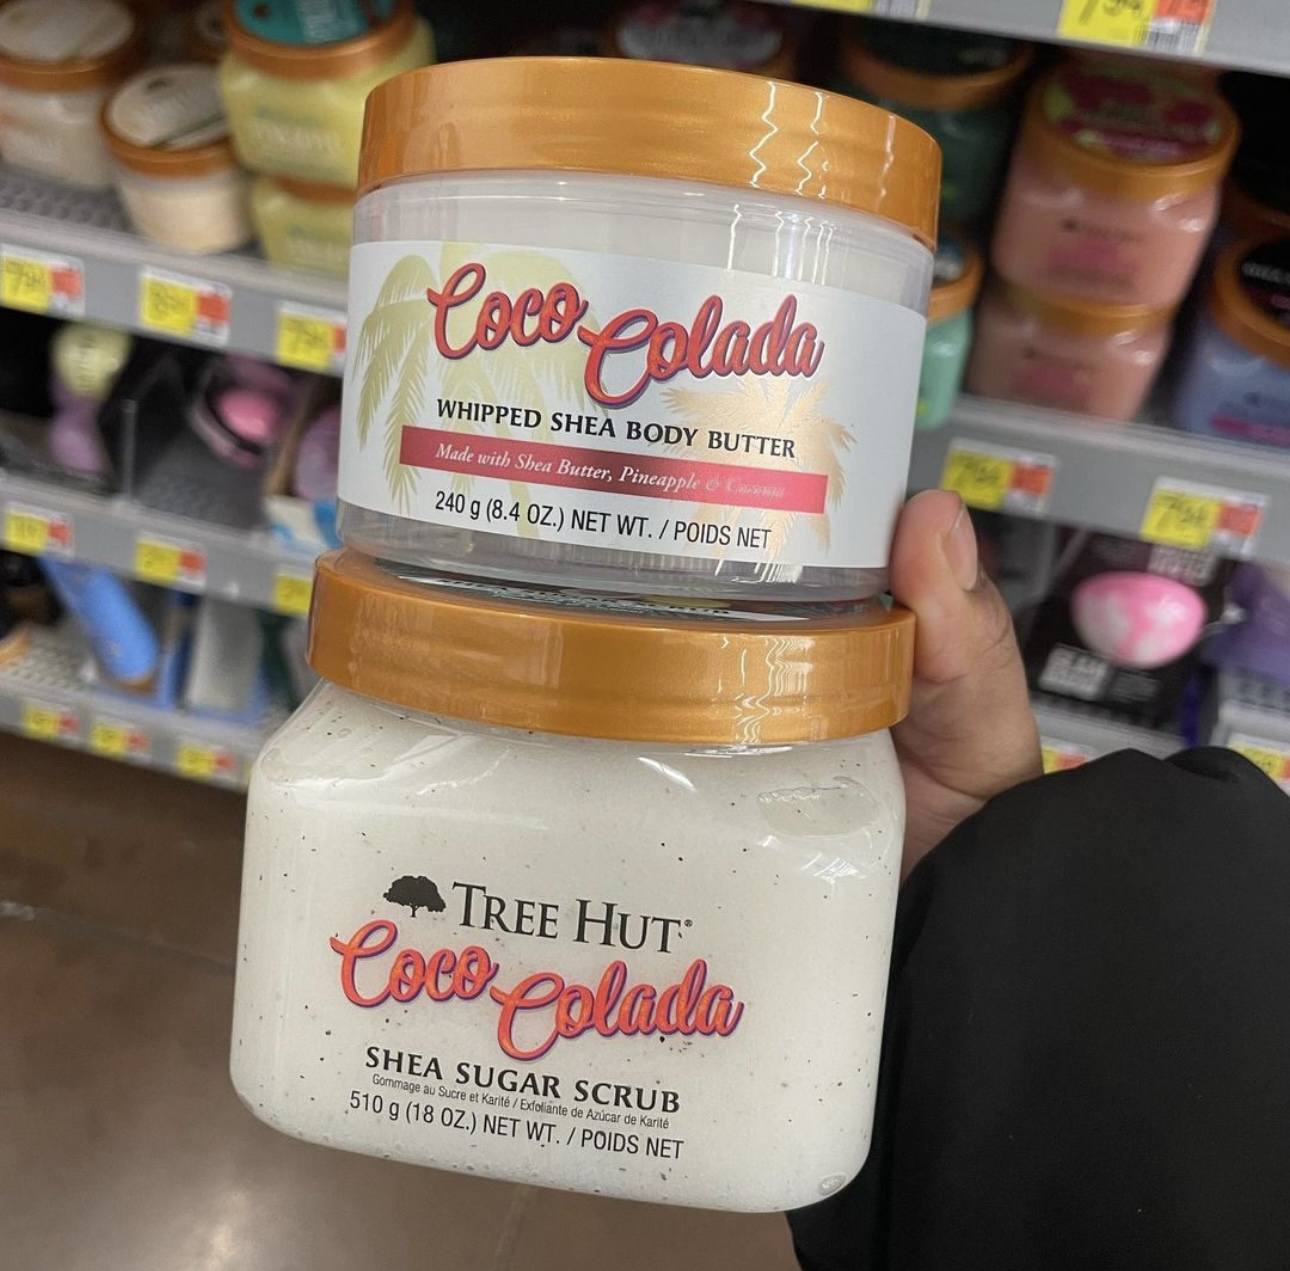 Coco Colada
WHIPPED SHEA BODY BUTTER
Made with Shea Butter, Pineapple &
240 g (8.4 OZ.) NET WT. / POIDS NET
TREE HUT®
Coco Colada
SHEA SUGAR SCRUB
Gommage au Sucre et Karité / Exfoliante de Azúcar de Karité
510 g (18 OZ.) NET WT. / POIDS NET